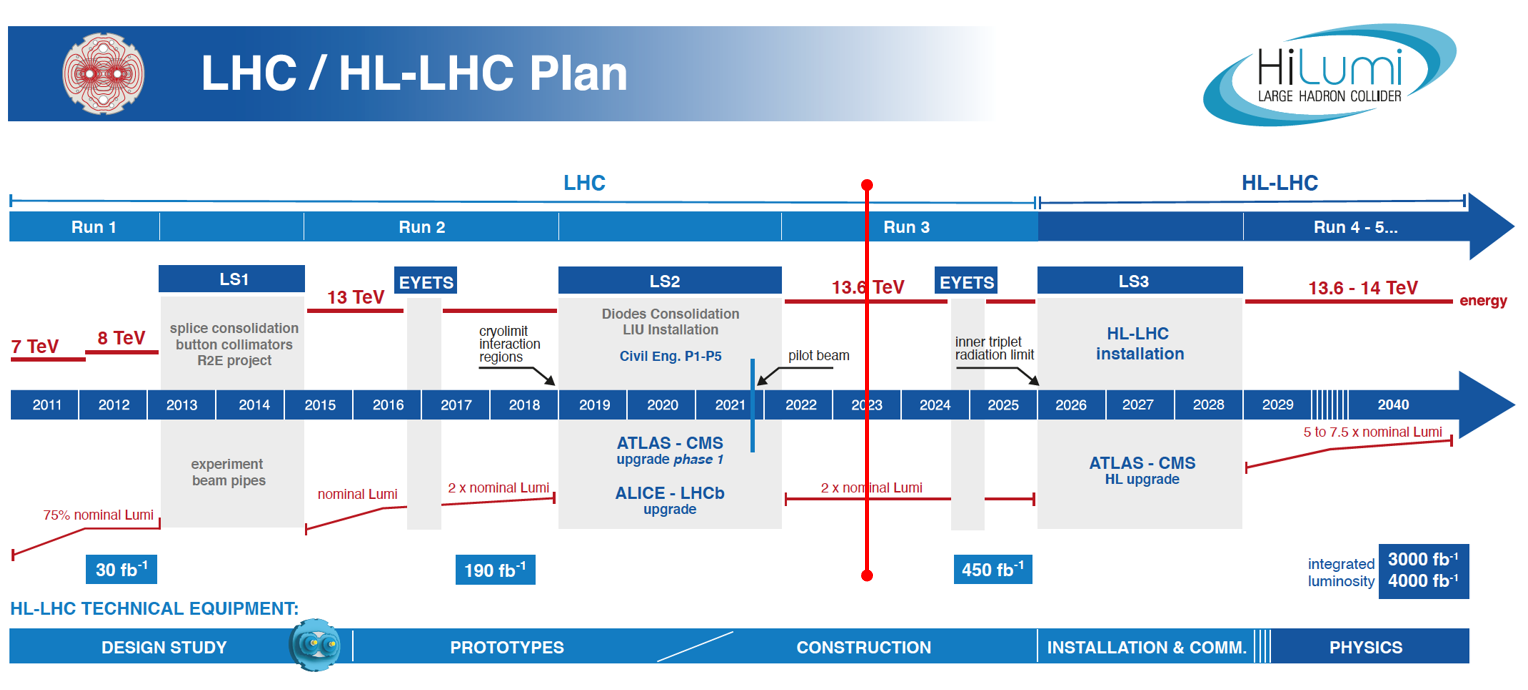 LHC / HL-LHC Plan
HiLumi
LARGE HADRON COLLIDER
LHC
HL-LHC
Run 1
Run 2
Run 3
Run 4 - 5...
LS1
EYETS
LS2
EYETS
LS3
13 TeV
13.6 TeV
13.6 - 14 TeV
energy
7 TeV
8 TeV
splice consolidation
button collimators
R2E project
cryolimit
interaction
regions
Diodes Consolidation
LIU Installation
Civil Eng. P1-P5
pilot beam
inner triplet
radiation limit
HL-LHC
installation
2011 2012 2013 2014 2015 2016 2017 2018 2019 2020 2021 2022 2023 2024 2025 2026 2027 2028 2029 2040
5 to 7.5 x nominal Lumi
experiment
beam pipes
ATLAS - CMS
upgrade phase 1
ALICE - LHCb
upgrade
ATLAS - CMS
HL upgrade
75% nominal Lumi
nominal Lumi
2 x nominal Lumi
2 x nominal Lumi
30 fb-1
190 fb-1
450 fb-1
integrated
luminosity
3000 fb-1
4000 fb-1
HL-LHC TECHNICAL EQUIPMENT:
DESIGN STUDY
PROTOTYPES
CONSTRUCTION
INSTALLATION & COMM.
PHYSICS